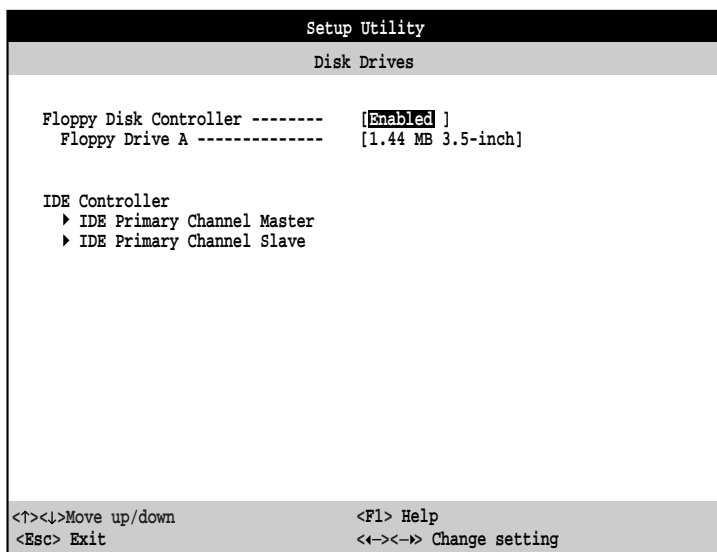 Setup Utility
Disk Drives
Floppy Disk Controller -------- [Enabled ]
Floppy Drive A -------------- [1.44 MB 3.5-inch]
IDE Controller
IDE Primary Channel Master
IDE Primary Channel Slave
<↑><↓>Move up/down <F1> Help
<Esc> Exit <←><→> Change setting